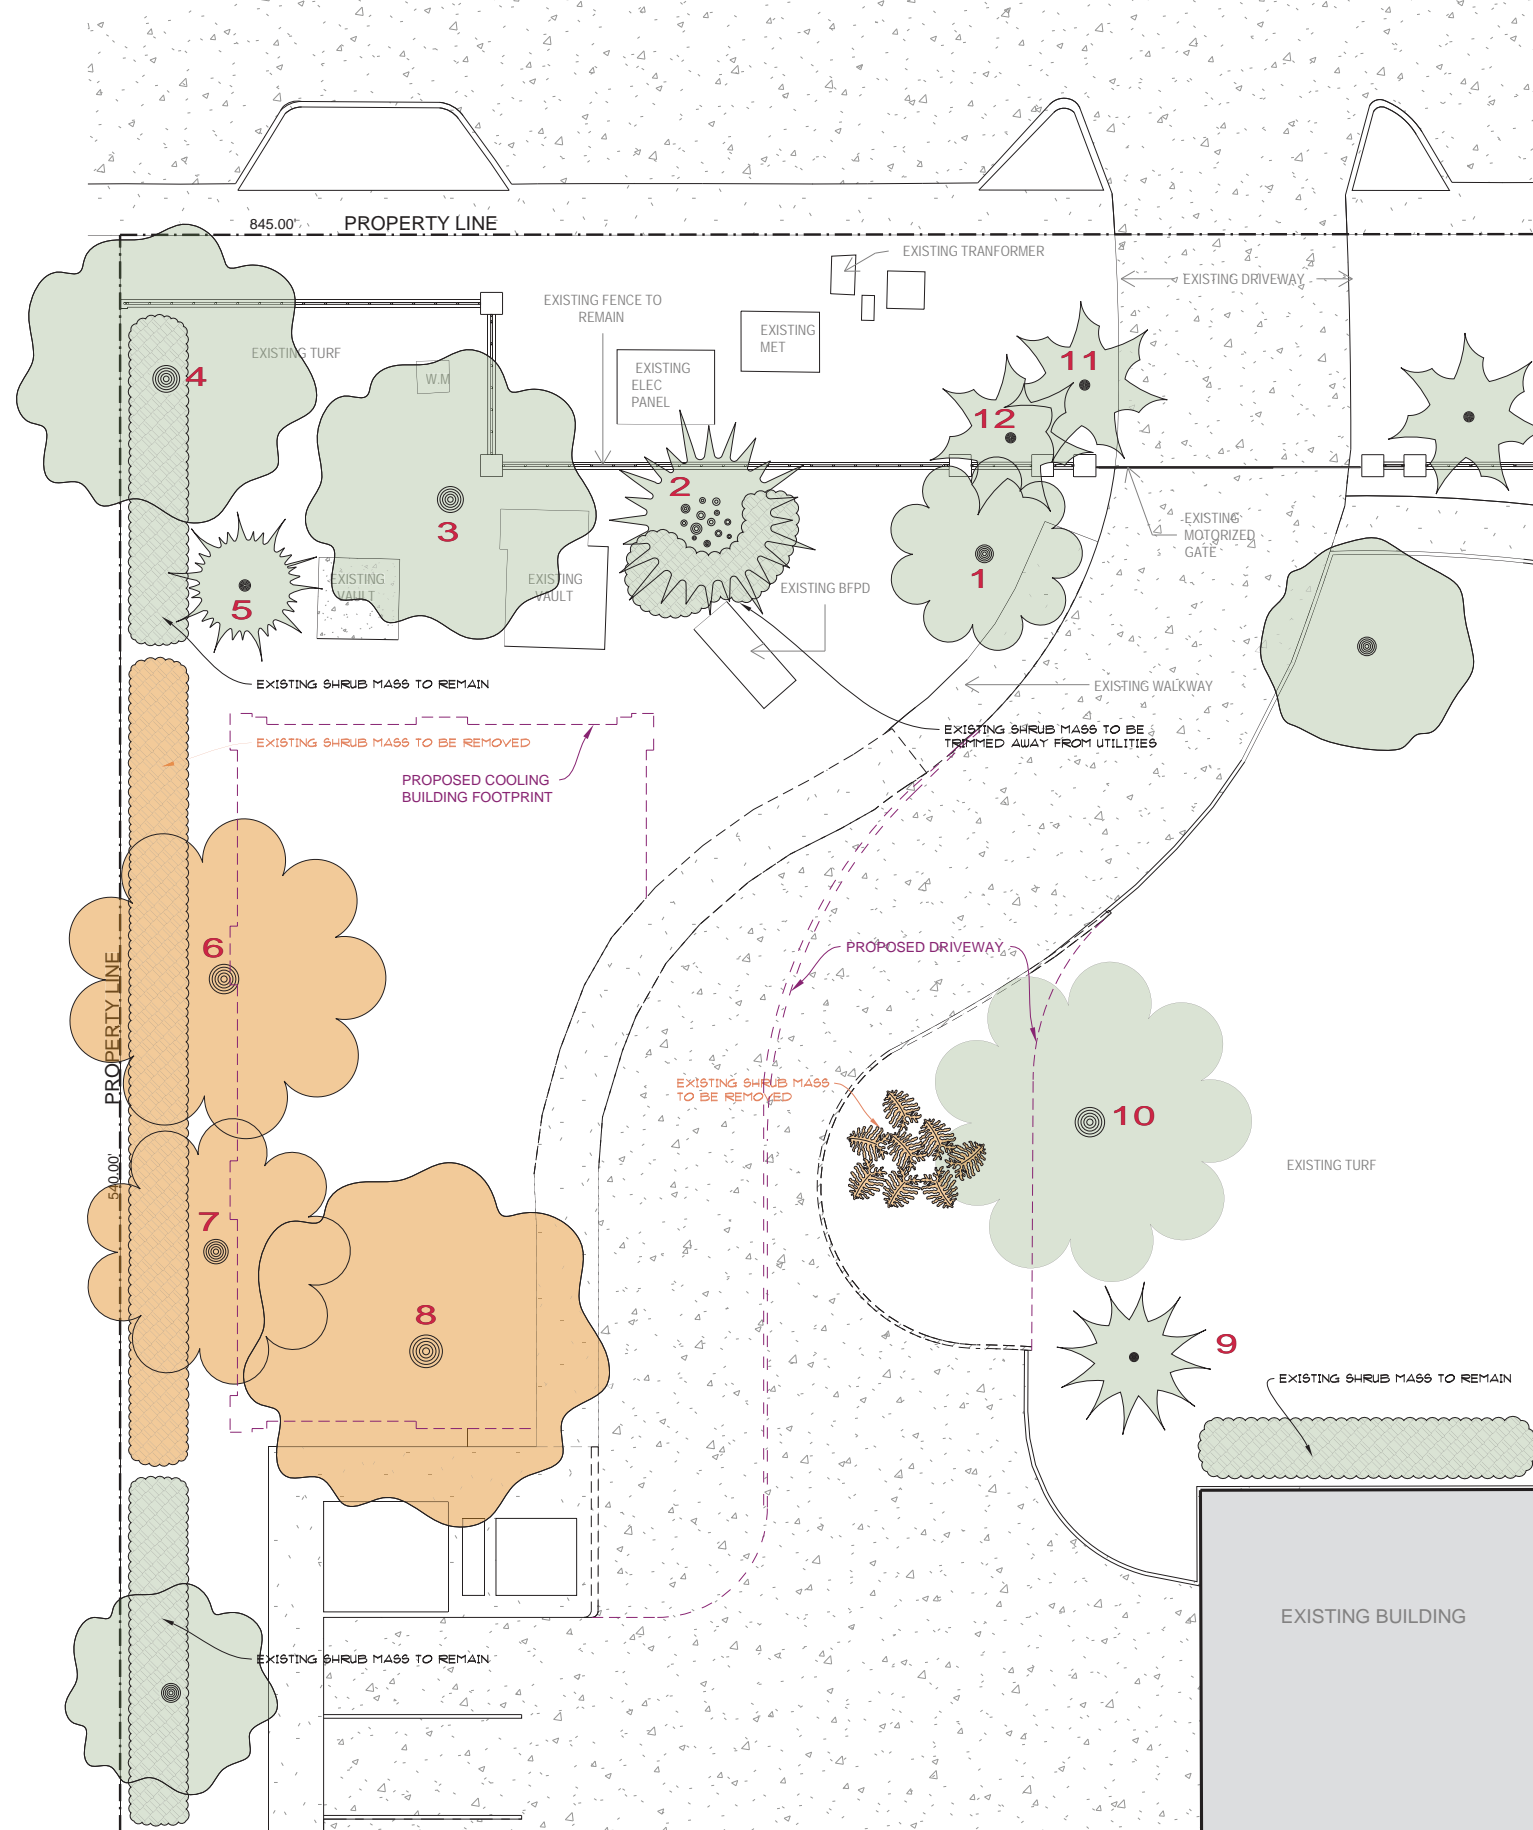 845.00'
PROPERTY LINE
EXISTING TRANFORMER
EXISTING DRIVEWAY
EXISTING FENCE TO
REMAIN
EXISTING
MET
EXISTING TURF
W.M
EXISTING
ELEC
PANEL
4
11
12
2
3
EXISTING
MOTORIZED
GATE
EXISTING
VAULT
EXISTING
VAULT
EXISTING BFPD
1
5
EXISTING SHRUB MASS TO REMAIN
EXISTING WALKWAY
EXISTING SHRUB MASS TO BE
TRIMMED AWAY FROM UTILITIES
EXISTING SHRUB MASS TO BE REMOVED
PROPOSED COOLING
BUILDING FOOTPRINT
6
PROPOSED DRIVEWAY
PROPERTY LINE
EXISTING SHRUB MASS
TO BE REMOVED
10
540.00'
EXISTING TURF
7
8
9
EXISTING SHRUB MASS TO REMAIN
EXISTING BUILDING
EXISTING SHRUB MASS TO REMAIN